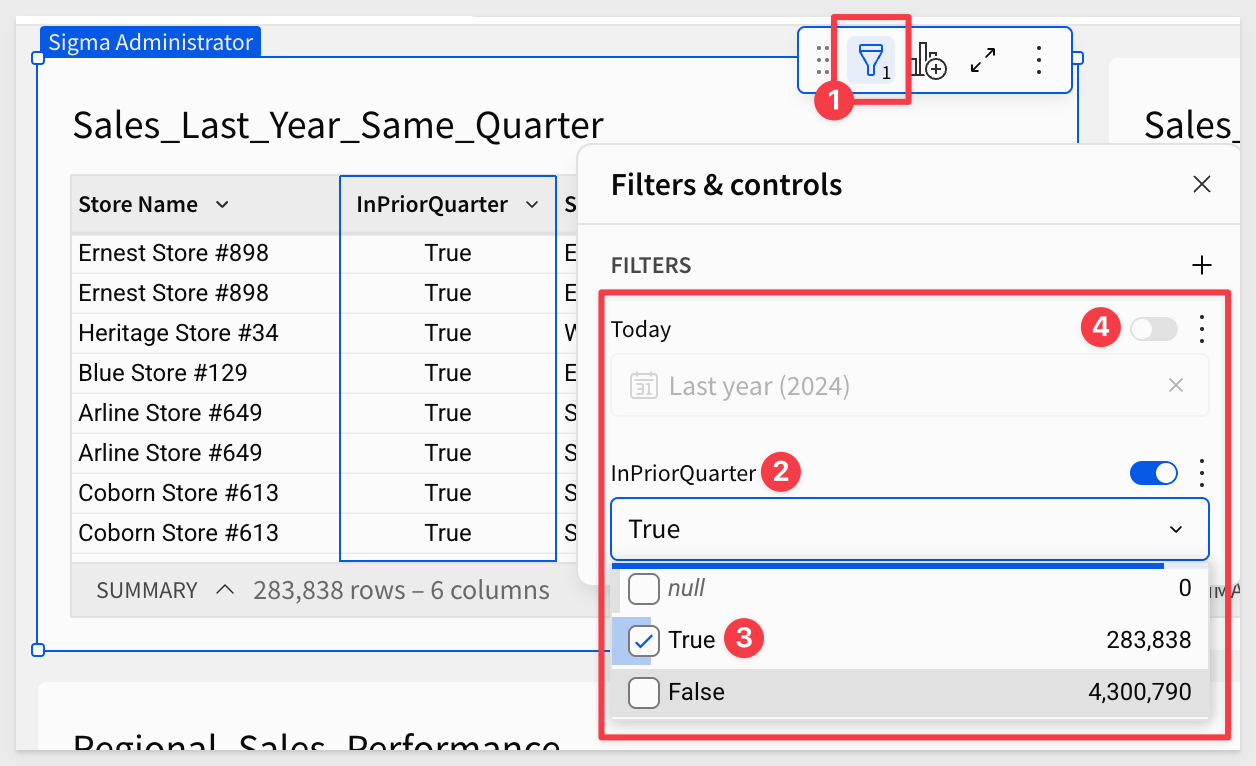 Sigma Administrator
1
1
Sales_Last_Year_Same_Quarter
Sales_
Filters & controls
Store Name InPriorQuarter S
FILTERS
Ernest Store #898 True E
Ernest Store #898 True E
Heritage Store #34 True W
Blue Store #129 True E
Arline Store #649 True S
Arline Store #649 True S
Coborn Store #613 True S
Coborn Store #613 True S
SUMMARY 283,838 rows – 6 columns
Today 4
31 Last year (2024)
InPriorQuarter 2
True
null 0
True 3 283,838
False 4,300,790
Regional_Sales_Performance